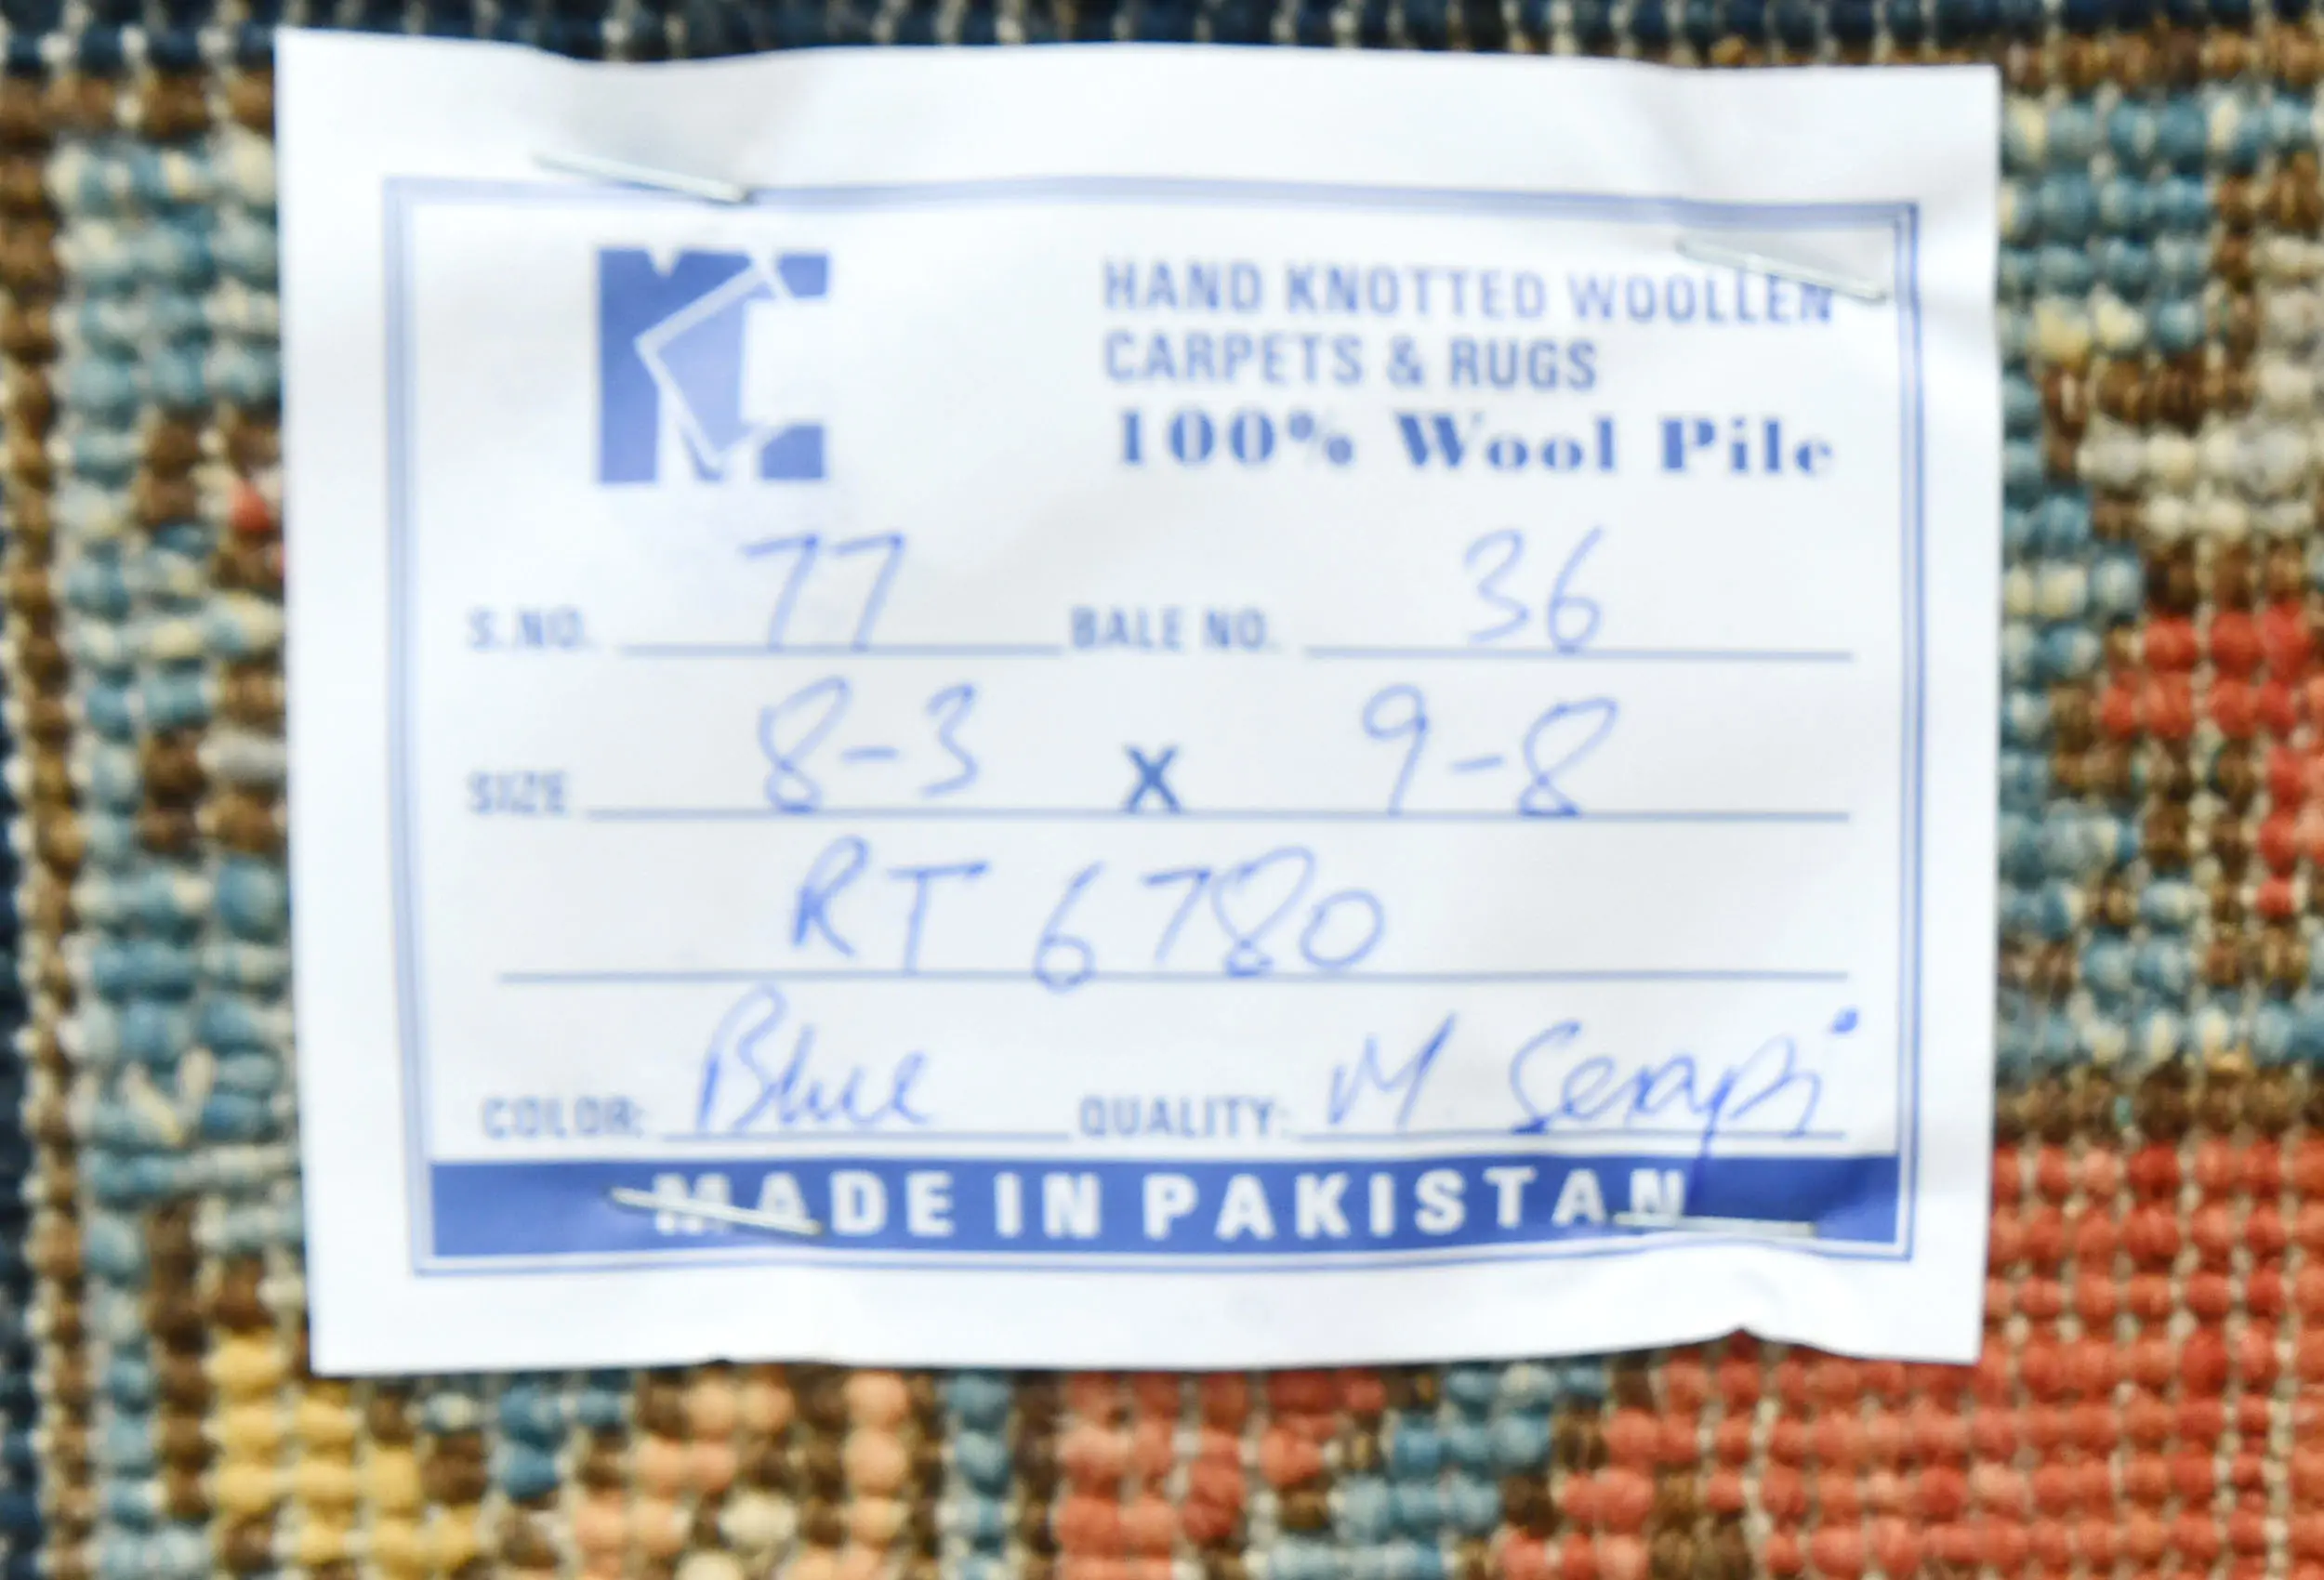 KC
HAND KNOTTED WOOLLEN
CARPETS & RUGS
100% Wool Pile
S.NO. 77 BALE NO. 36
SIZE 8-3 X 9-8
RT 6780
COLOR: Blue QUALITY: M Serapi
MADE IN PAKISTAN